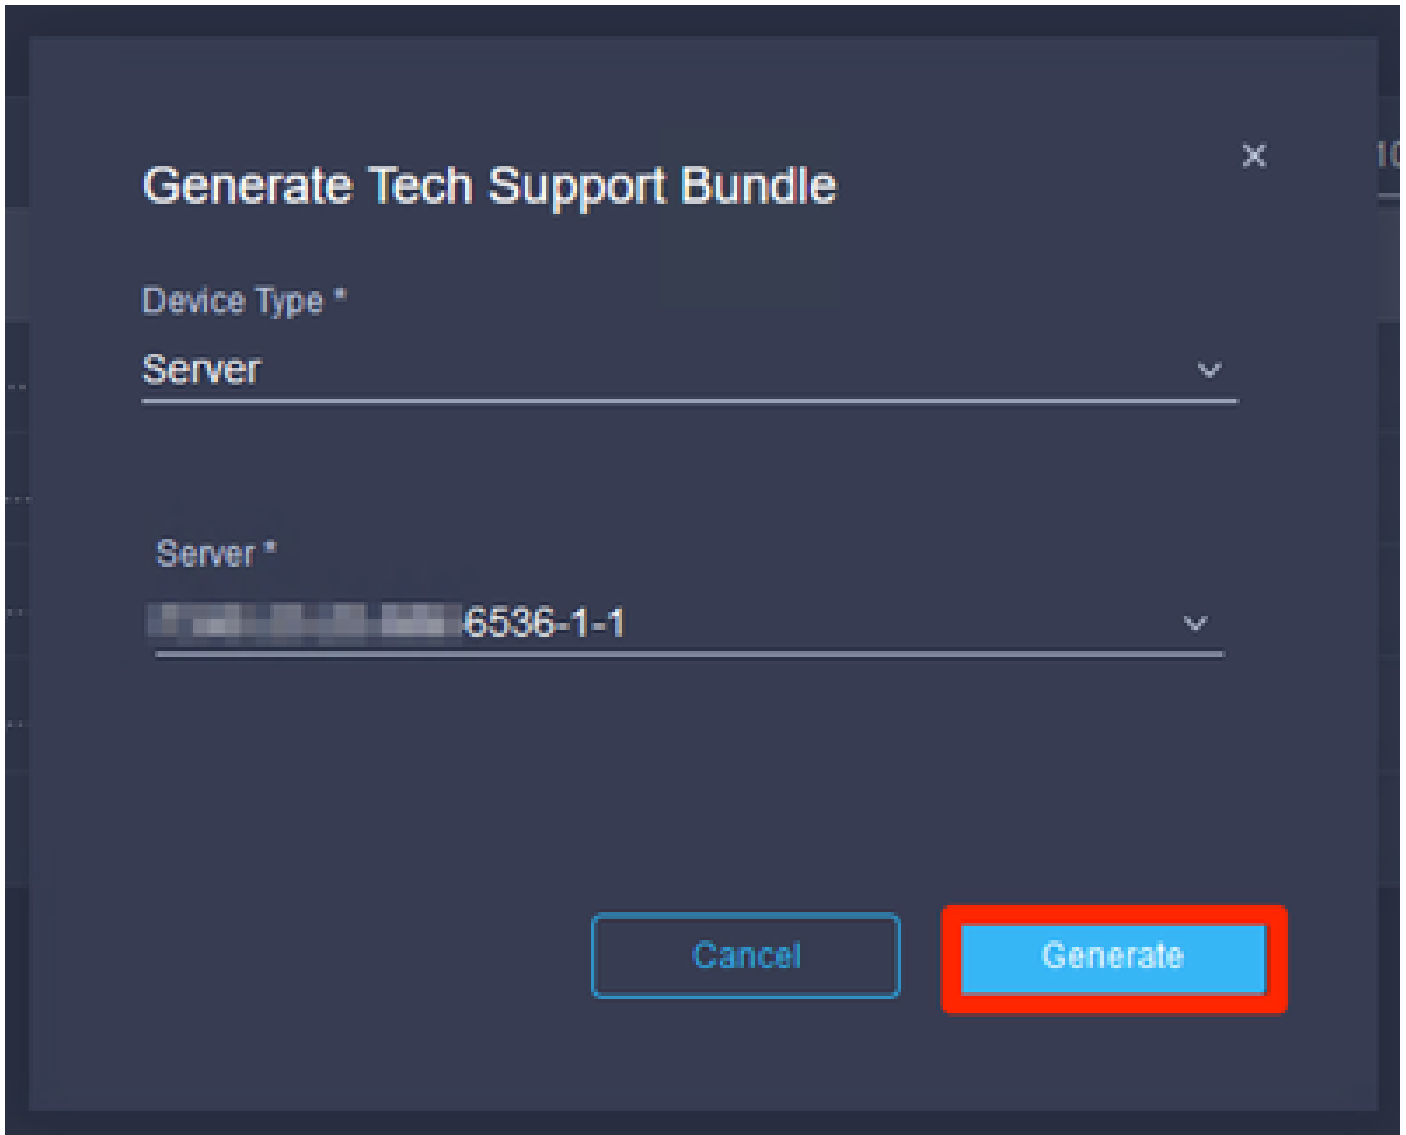 Generate Tech Support Bundle
Device Type *
Server
Server *
6536-1-1
Cancel
Generate